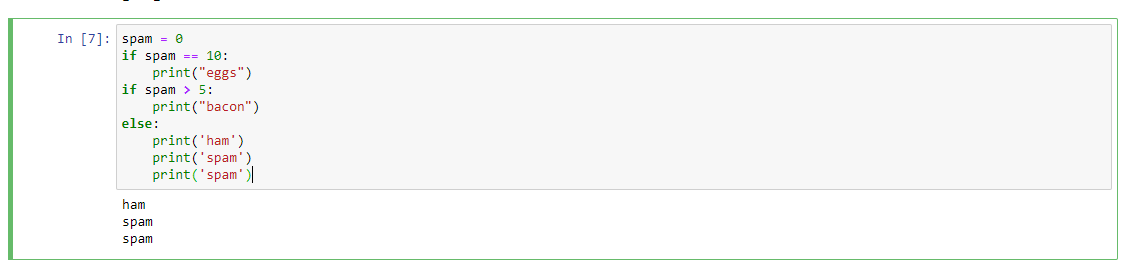 In [7]: spam = 0
if spam == 10:
    print("eggs")
if spam > 5:
    print("bacon")
else:
    print('ham')
    print('spam')
    print('spam')
ham
spam
spam